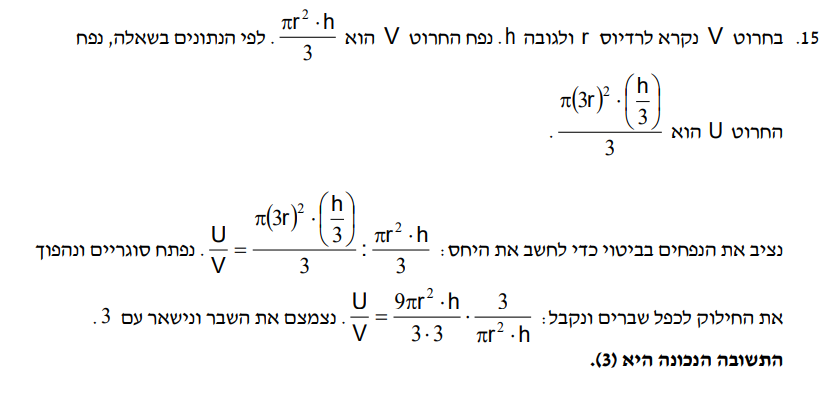 15. בחרוט V נקרא לרדיוס r ולגובה h. נפח החרוט V הוא $\frac{\pi r^2 \cdot h}{3}$. לפי הנתונים בשאלה, נפח
החרוט U הוא $\frac{\pi(3r)^2 \cdot \left(\frac{h}{3}\right)}{3}$.
נציב את הנפחים בביטוי כדי לחשב את היחס: $\frac{U}{V} = \frac{\pi(3r)^2 \cdot \left(\frac{h}{3}\right)}{3} : \frac{\pi r^2 \cdot h}{3}$. נפתח סוגריים ונהפוך
את החילוק לכפל שברים ונקבל: $\frac{U}{V} = \frac{9\pi r^2 \cdot h}{3 \cdot 3} \cdot \frac{3}{\pi r^2 \cdot h}$. נצמצם את השבר ונישאר עם 3.
התשובה הנכונה היא (3).